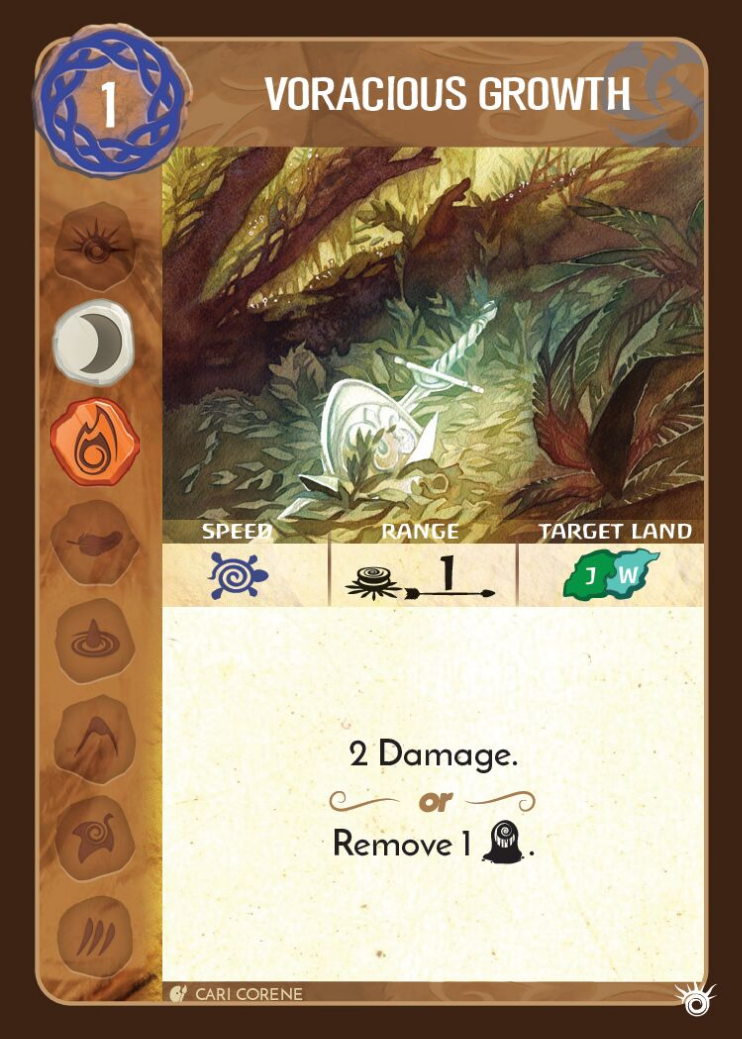 1
VORACIOUS GROWTH
SPEED RANGE TARGET LAND
1 J W
2 Damage.
or
Remove 1 .
CARI CORENE